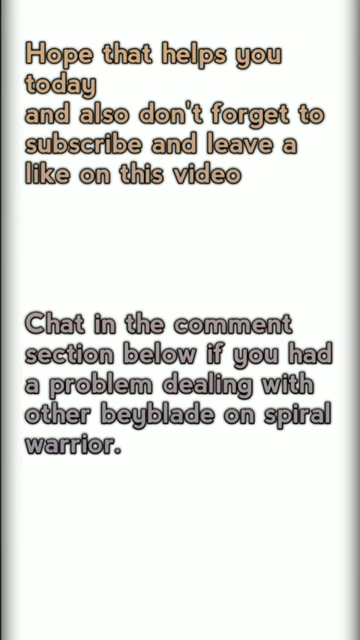 Hope that helps you
today
and also don't forget to
subscribe and leave a
like on this video
Chat in the comment
section below if you had
a problem dealing with
other beyblade on spiral
warrior.